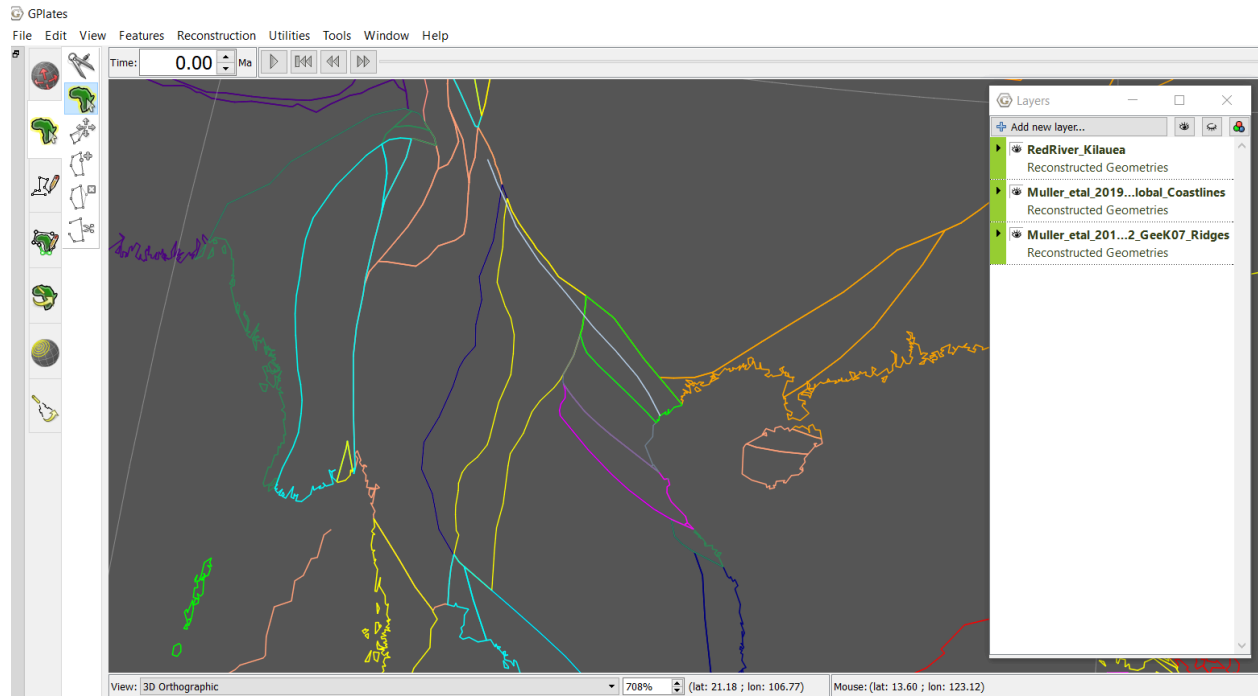 GPlates
File Edit View Features Reconstruction Utilities Tools Window Help
Time: 0.00 Ma
Layers
Add new layer...
RedRiver_Kilauea
Reconstructed Geometries
Muller_etal_2019...lobal_Coastlines
Reconstructed Geometries
Muller_etal_201...2_GeeK07_Ridges
Reconstructed Geometries
View: 3D Orthographic 708% (lat: 21.18 ; lon: 106.77) Mouse: (lat: 13.60 ; lon: 123.12)